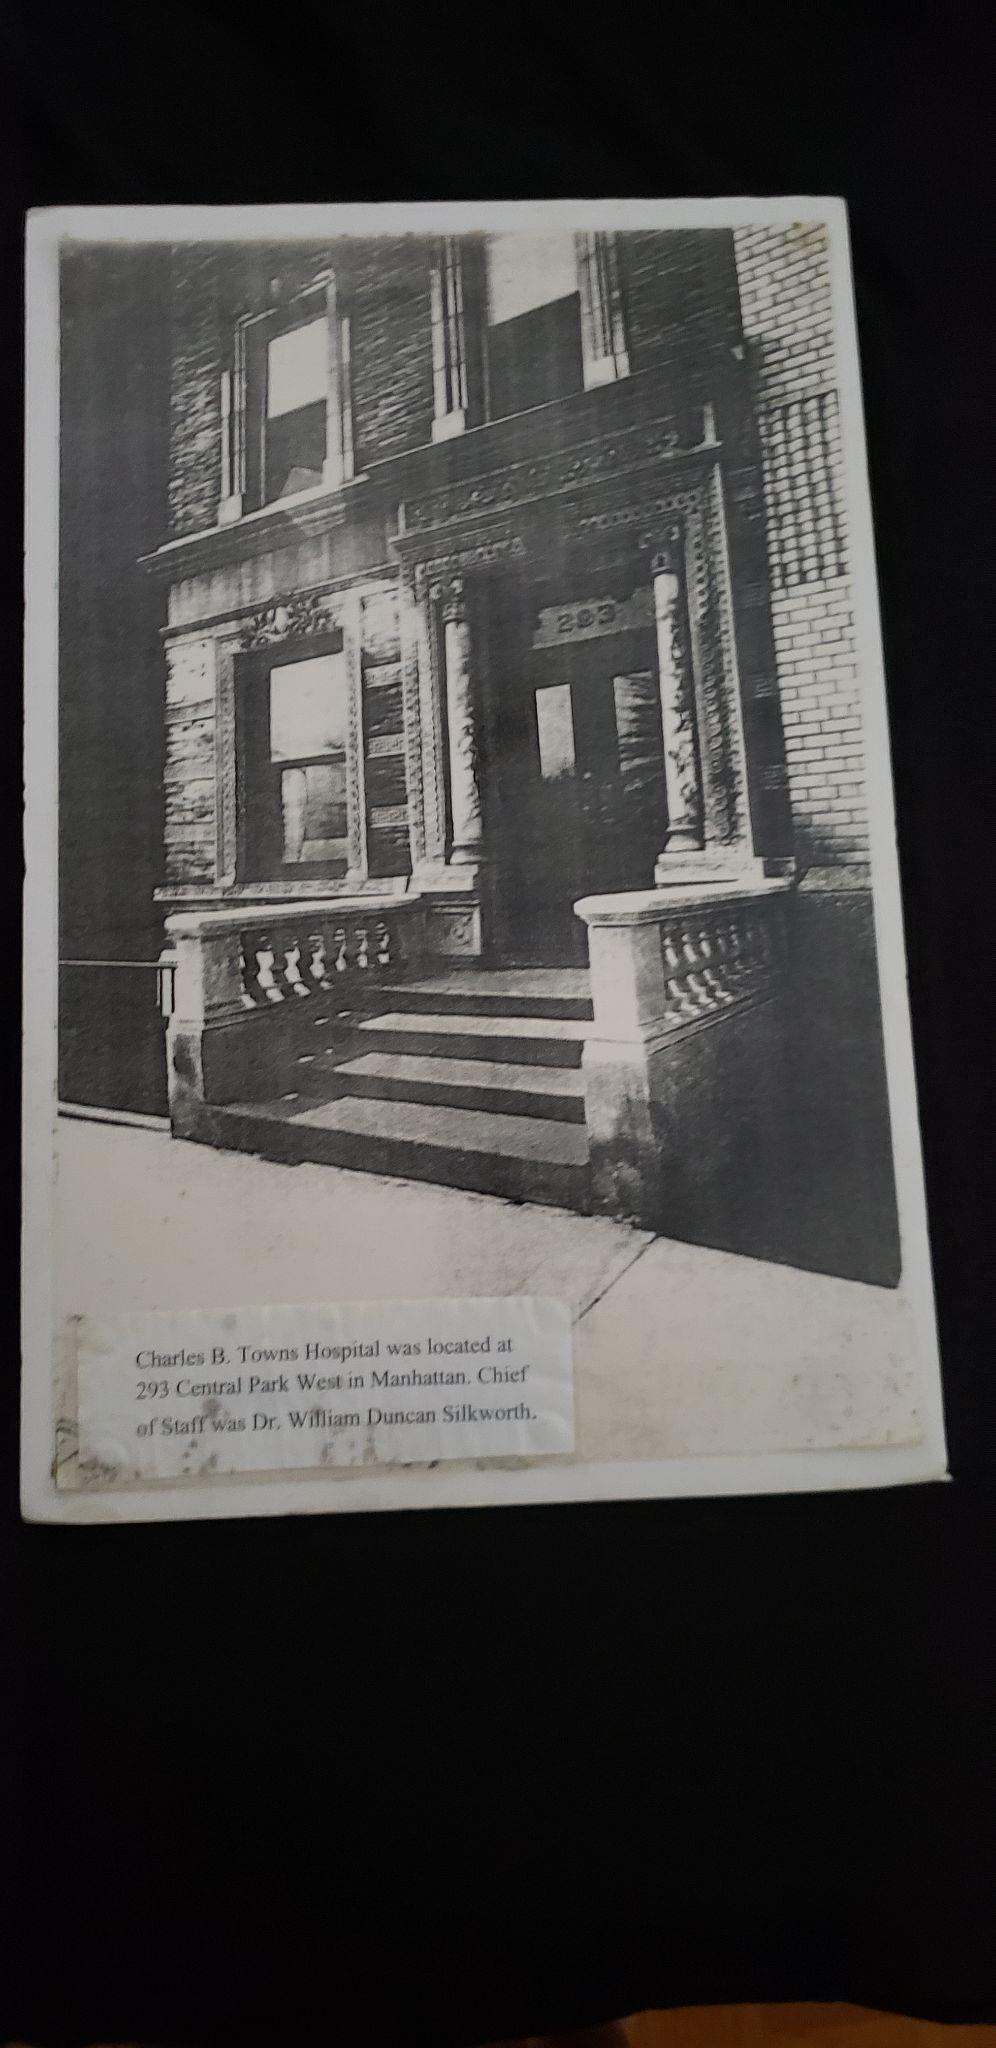 293
Charles B. Towns Hospital was located at
293 Central Park West in Manhattan. Chief
of Staff was Dr. William Duncan Silkworth.